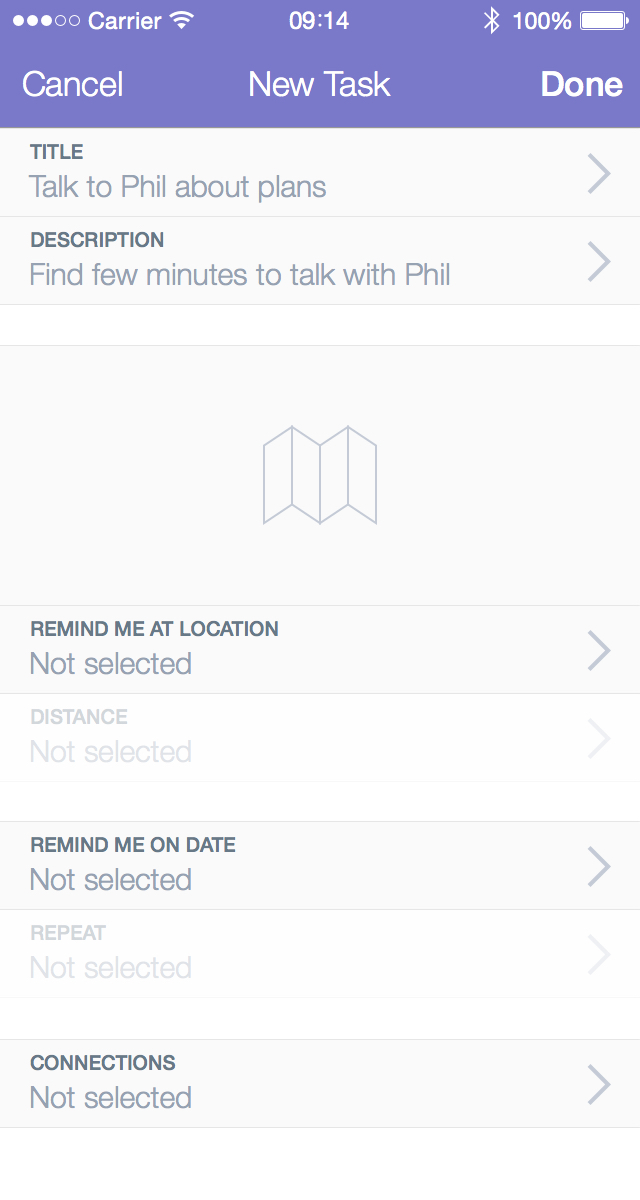 Carrier 09:14 100%
Cancel New Task Done
TITLE
Talk to Phil about plans
DESCRIPTION
Find few minutes to talk with Phil
REMIND ME AT LOCATION
Not selected
DISTANCE
Not selected
REMIND ME ON DATE
Not selected
REPEAT
Not selected
CONNECTIONS
Not selected